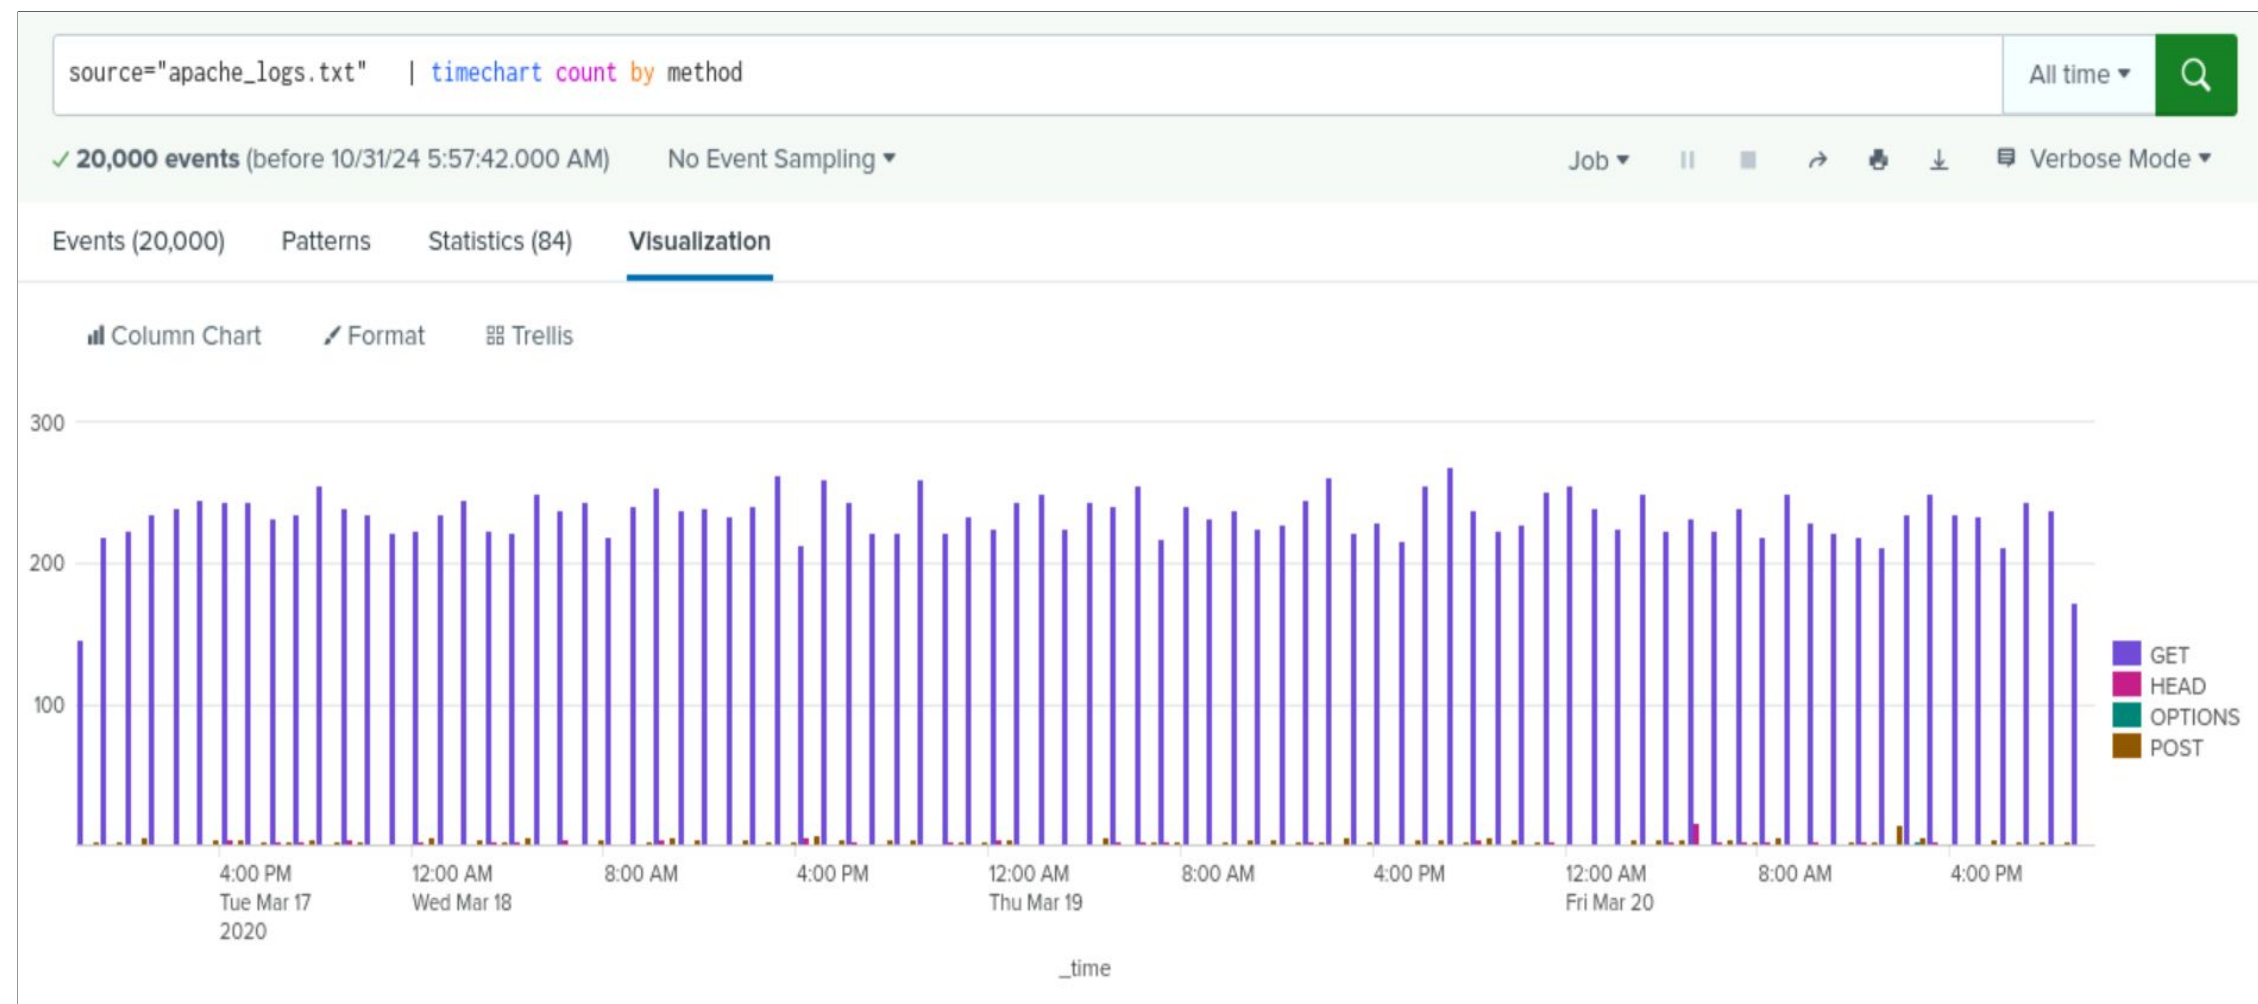 source="apache_logs.txt" | timechart count by method
All time
20,000 events (before 10/31/24 5:57:42.000 AM) No Event Sampling
Job
Verbose Mode
Events (20,000) Patterns Statistics (84) Visualization
Column Chart Format Trellis
300
200
100
4:00 PM 12:00 AM 8:00 AM 4:00 PM 12:00 AM 8:00 AM 4:00 PM 12:00 AM 8:00 AM 4:00 PM
Tue Mar 17 Wed Mar 18 Thu Mar 19 Fri Mar 20
2020
_time
GET
HEAD
OPTIONS
POST